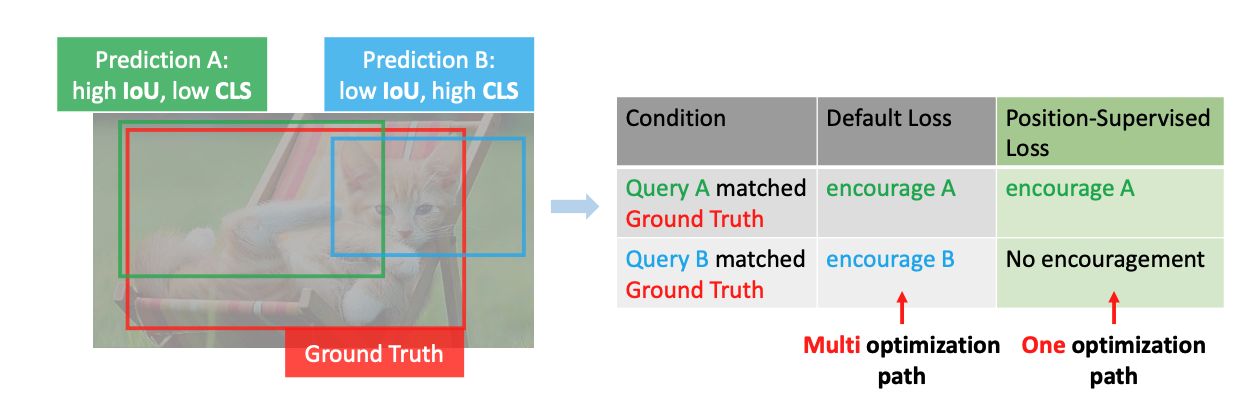 Prediction A:
high IoU, low CLS
Prediction B:
low IoU, high CLS
Ground Truth
Condition
Default Loss
Position-Supervised
Loss
Query A matched
Ground Truth
encourage A
encourage A
Query B matched
Ground Truth
encourage B
No encouragement
Multi optimization
path
One optimization
path